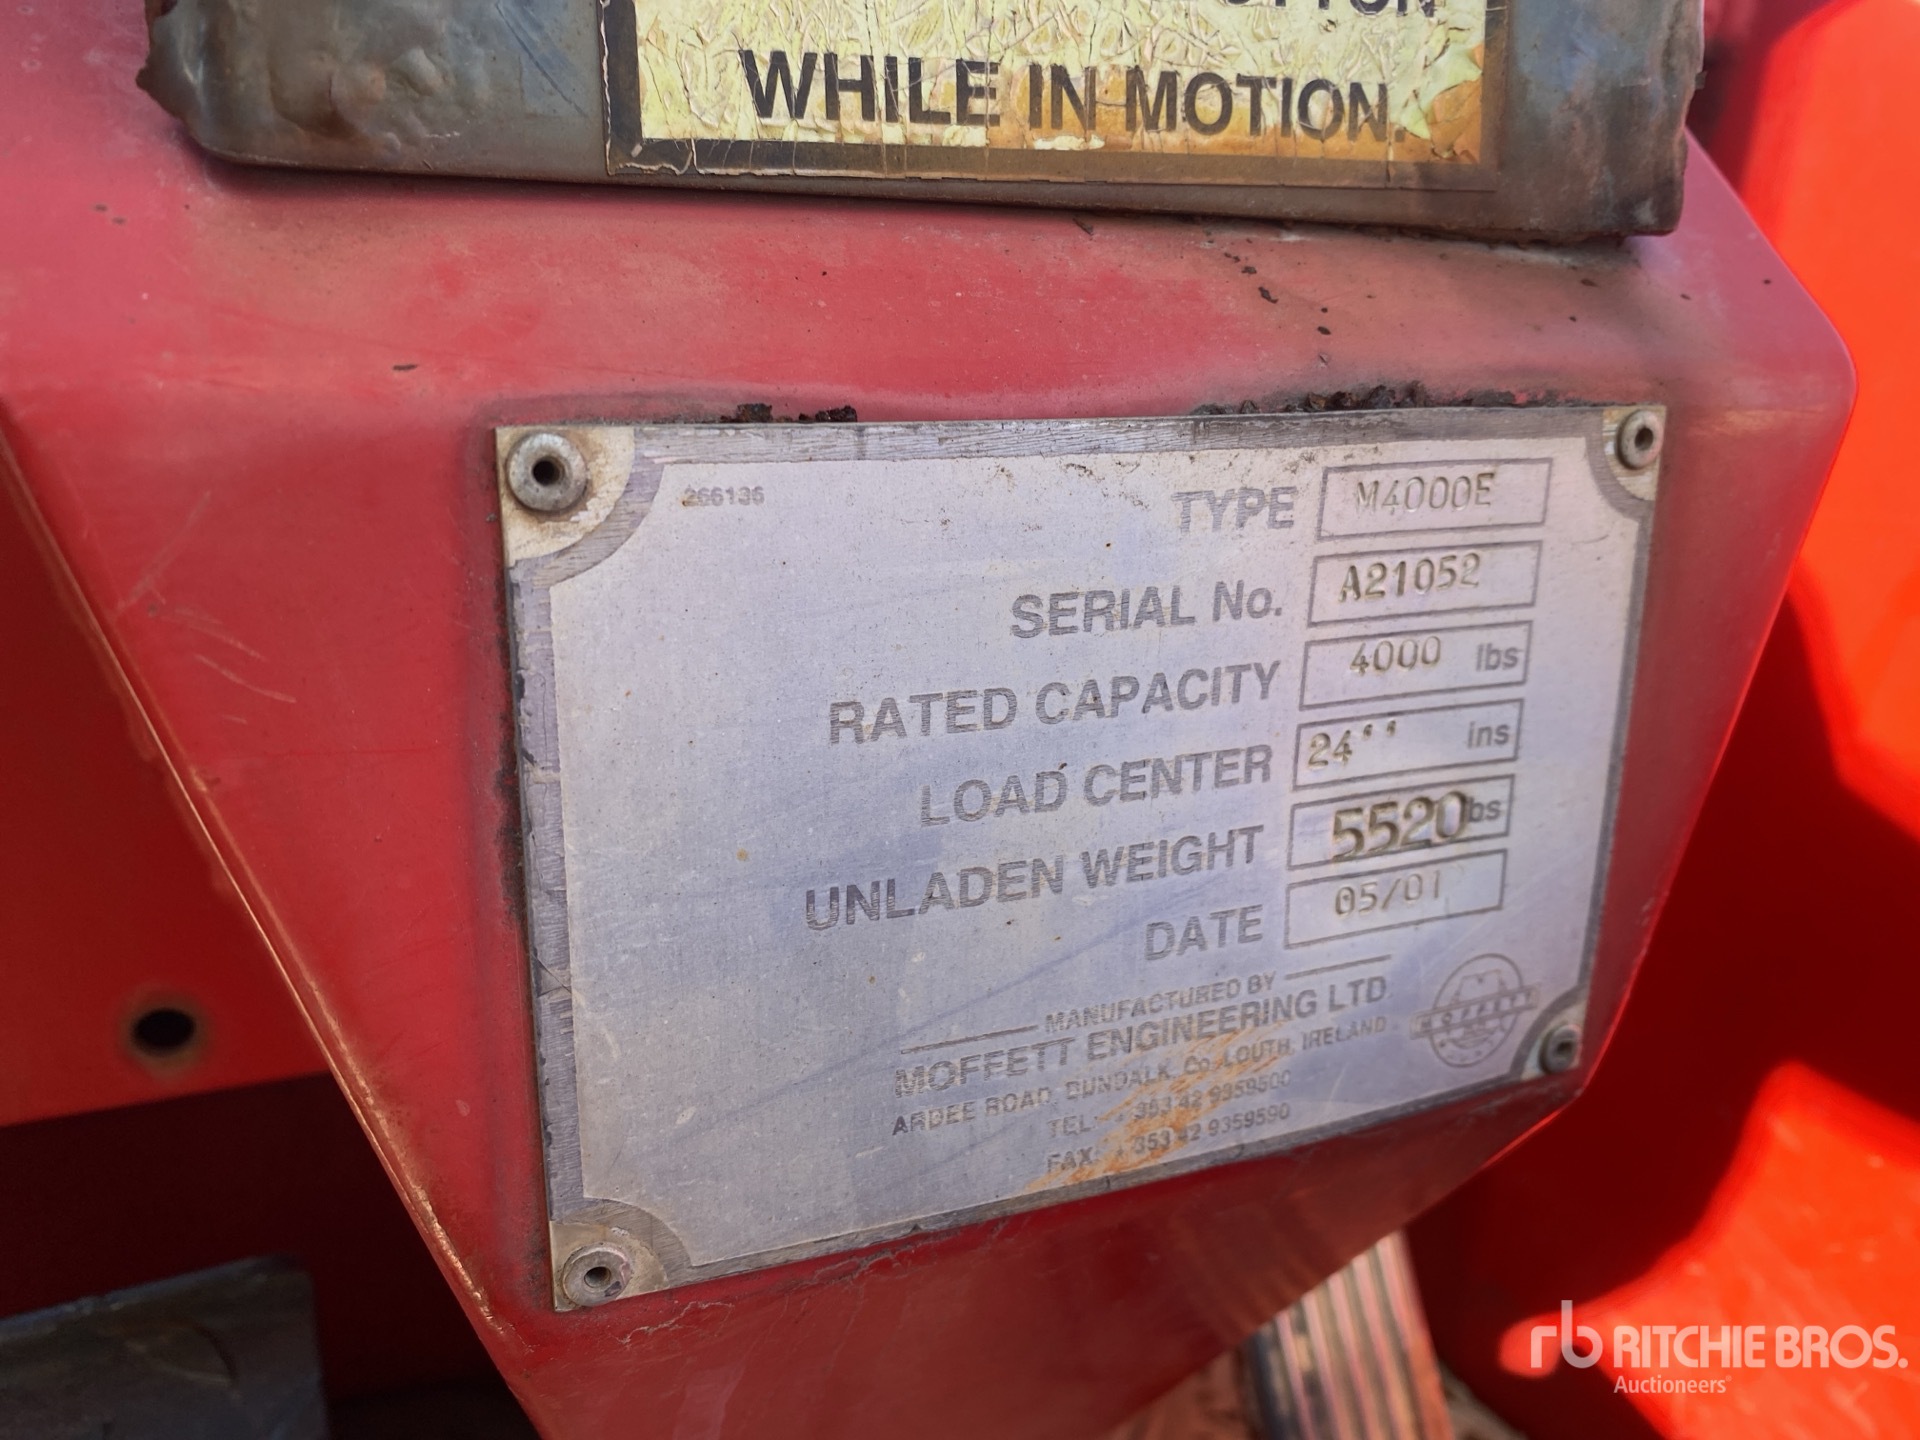 WHILE IN MOTION.
266136
TYPE M4000E
SERIAL No. A21052
RATED CAPACITY 4000 lbs
LOAD CENTER 24'' ins
UNLADEN WEIGHT 5520 lbs
DATE 05/01
MANUFACTURED BY
MOFFETT ENGINEERING LTD
ARDEE ROAD, DUNDALK, Co. LOUTH, IRELAND
TEL: + 353 42 9359500
FAX: + 353 42 9359590
MOFFETT
rb RITCHIE BROS.
Auctioneers